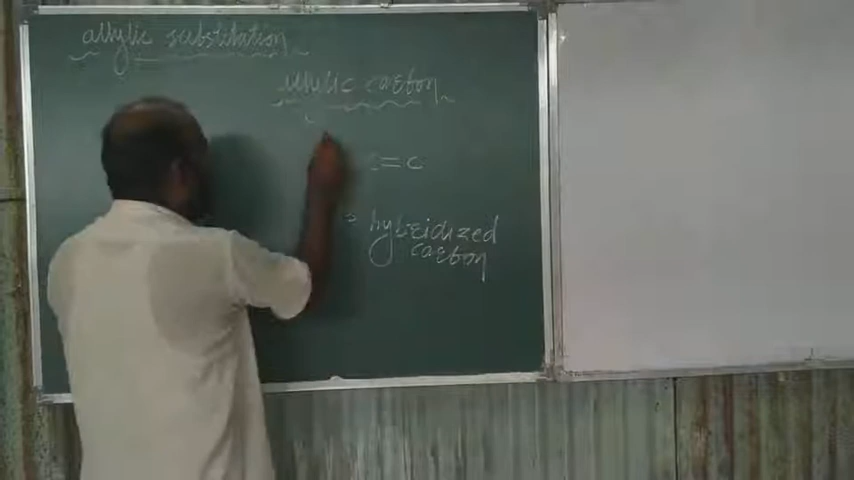 allylic substitution
allylic carbon
c=c
hybridized
carbon